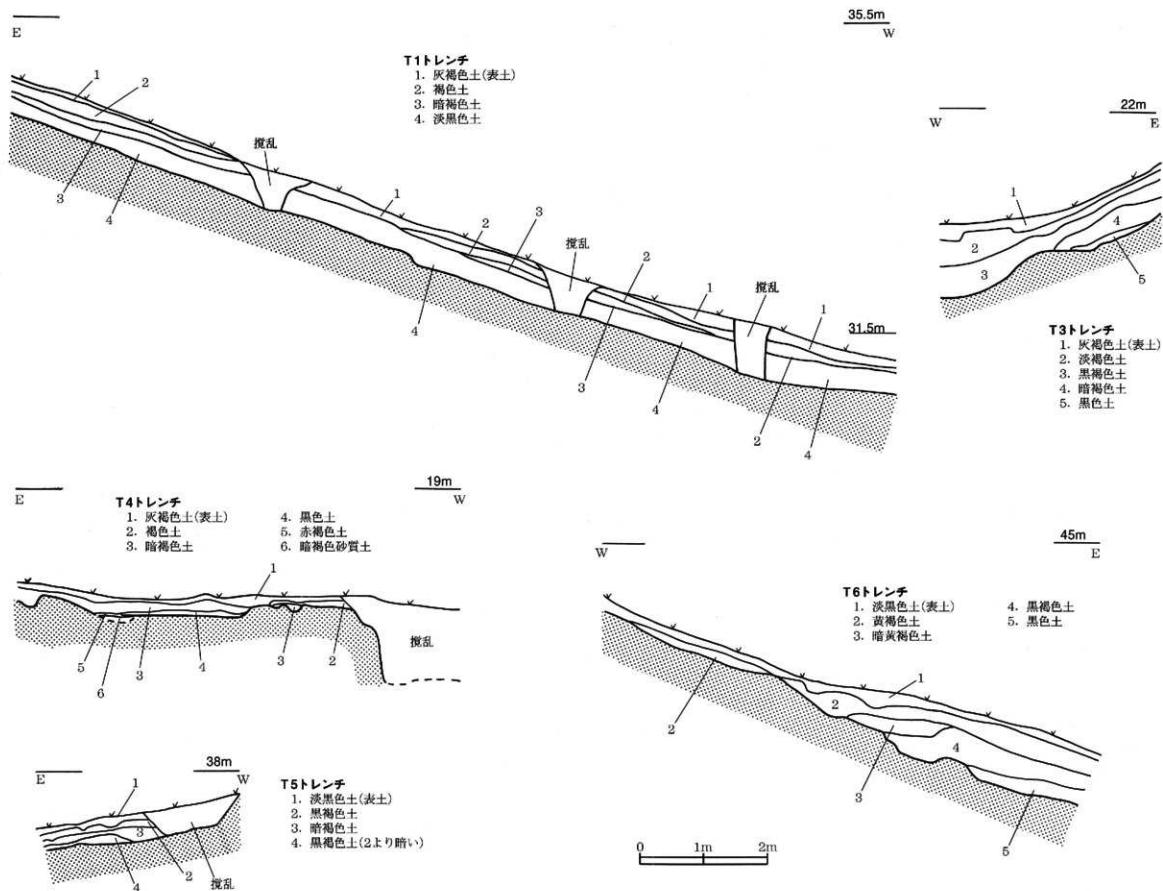 E
35.5m
W
T1トレンチ
1. 灰褐色土(表土)
2. 褐色土
3. 暗褐色土
4. 淡黒色土
1
2
撹乱
3
4
1
2
3
撹乱
2
1
撹乱
1
4
31.5m
3
4
2
4
W
22m
E
1
2
3
4
5
T3トレンチ
1. 灰褐色土(表土)
2. 淡褐色土
3. 黒褐色土
4. 暗褐色土
5. 黒色土
E
19m
W
T4トレンチ
1. 灰褐色土(表土)
2. 褐色土
3. 暗褐色土
4. 黒色土
5. 赤褐色土
6. 暗褐色砂質土
1
撹乱
5
6
3
4
3
2
E
38m
W
T5トレンチ
1. 淡黒色土(表土)
2. 黒褐色土
3. 暗褐色土
4. 黒褐色土(2より暗い)
1
3
4
2
撹乱
W
45m
E
T6トレンチ
1. 淡黒色土(表土)
2. 黄褐色土
3. 暗黄褐色土
4. 黒褐色土
5. 黒色土
1
2
2
4
3
5
0 1m 2m